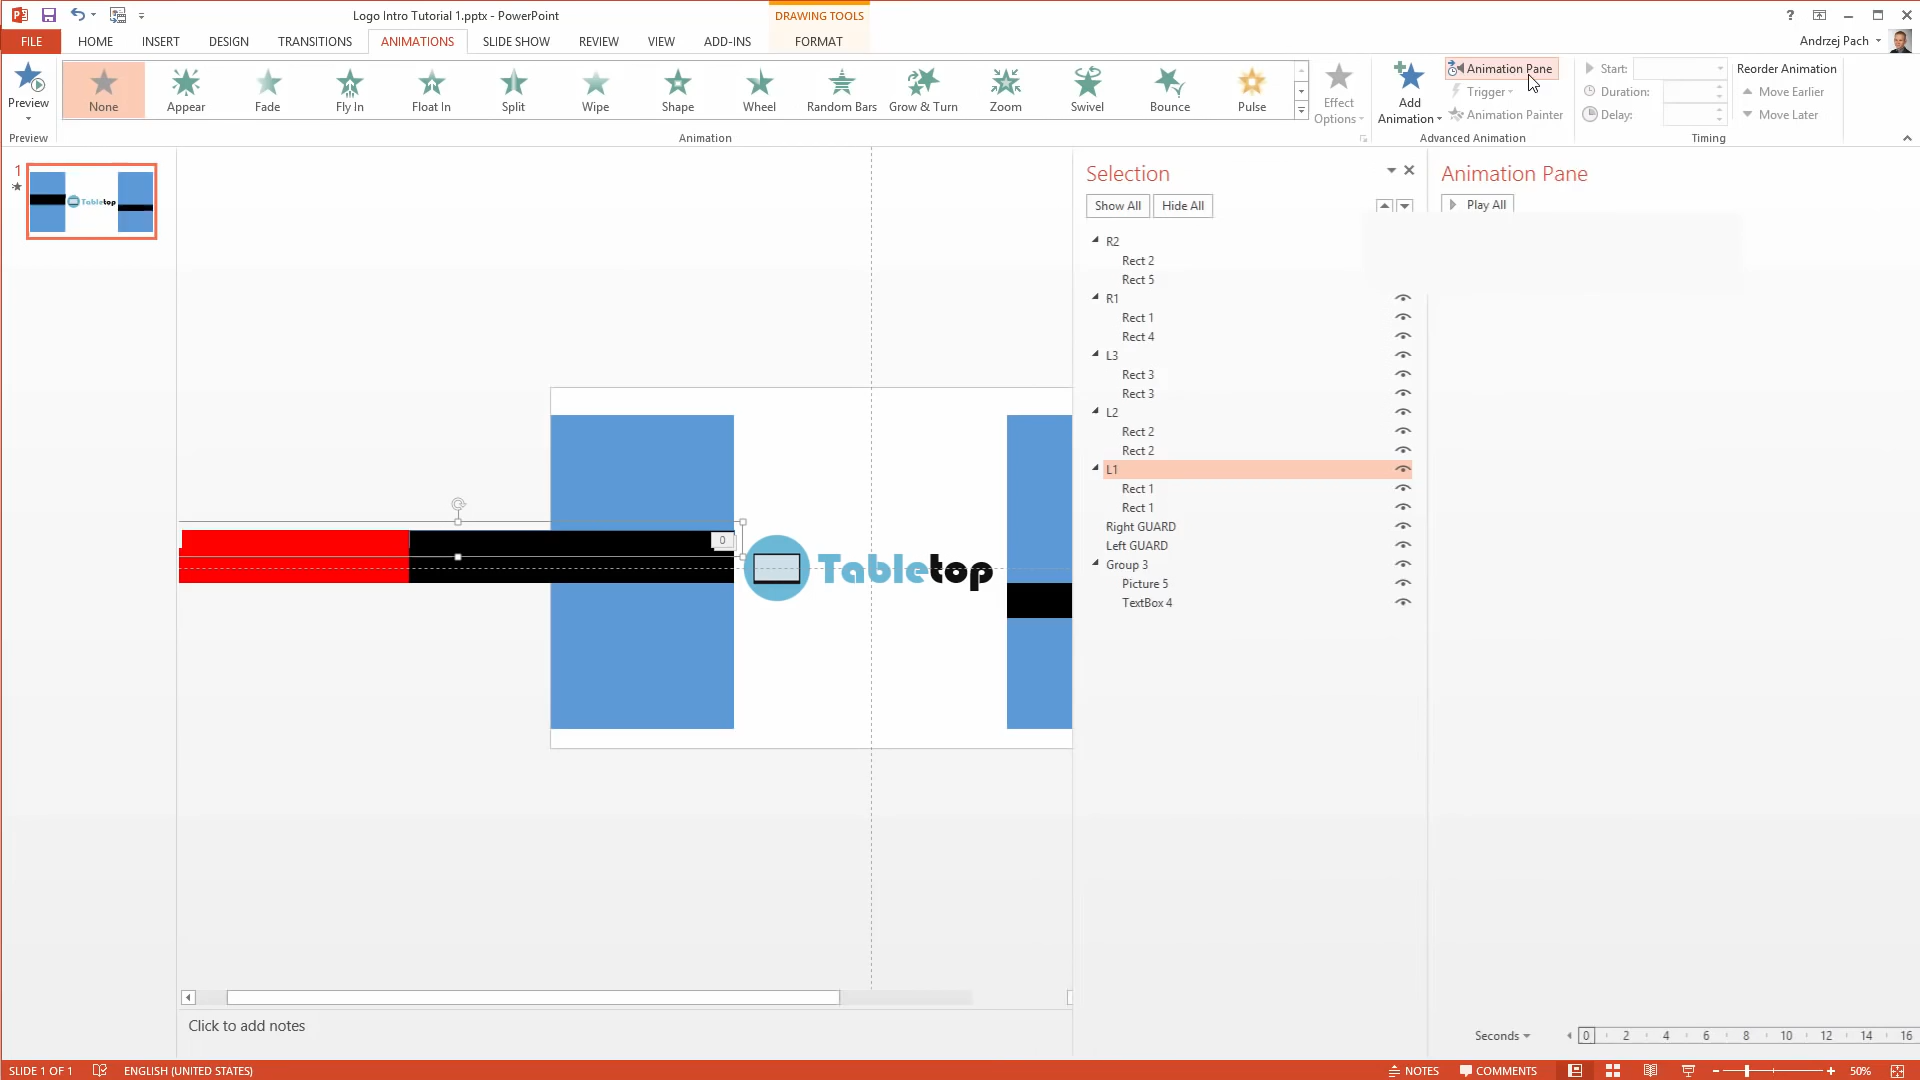 Logo Intro Tutorial 1.pptx - PowerPoint
DRAWING TOOLS
?
FILE HOME INSERT DESIGN TRANSITIONS ANIMATIONS SLIDE SHOW REVIEW VIEW ADD-INS FORMAT
Andrzej Pach
Preview
None Appear Fade Fly In Float In Split Wipe Shape Wheel Random Bars Grow & Turn Zoom Swivel Bounce Pulse
Effect Options
Add Animation
Animation Pane
Trigger
Animation Painter
Start:
Duration:
Delay:
Reorder Animation
Move Earlier
Move Later
Preview Animation Advanced Animation Timing
1
Tabletop
0
Tabletop
Click to add notes
Selection
Show All Hide All
R2
Rect 2
Rect 5
R1
Rect 1
Rect 4
L3
Rect 3
Rect 3
L2
Rect 2
Rect 2
L1
Rect 1
Rect 1
Right GUARD
Left GUARD
Group 3
Picture 5
TextBox 4
Animation Pane
Play All
Seconds 0 2 4 6 8 10 12 14 16
SLIDE 1 OF 1 ENGLISH (UNITED STATES) NOTES COMMENTS 50%